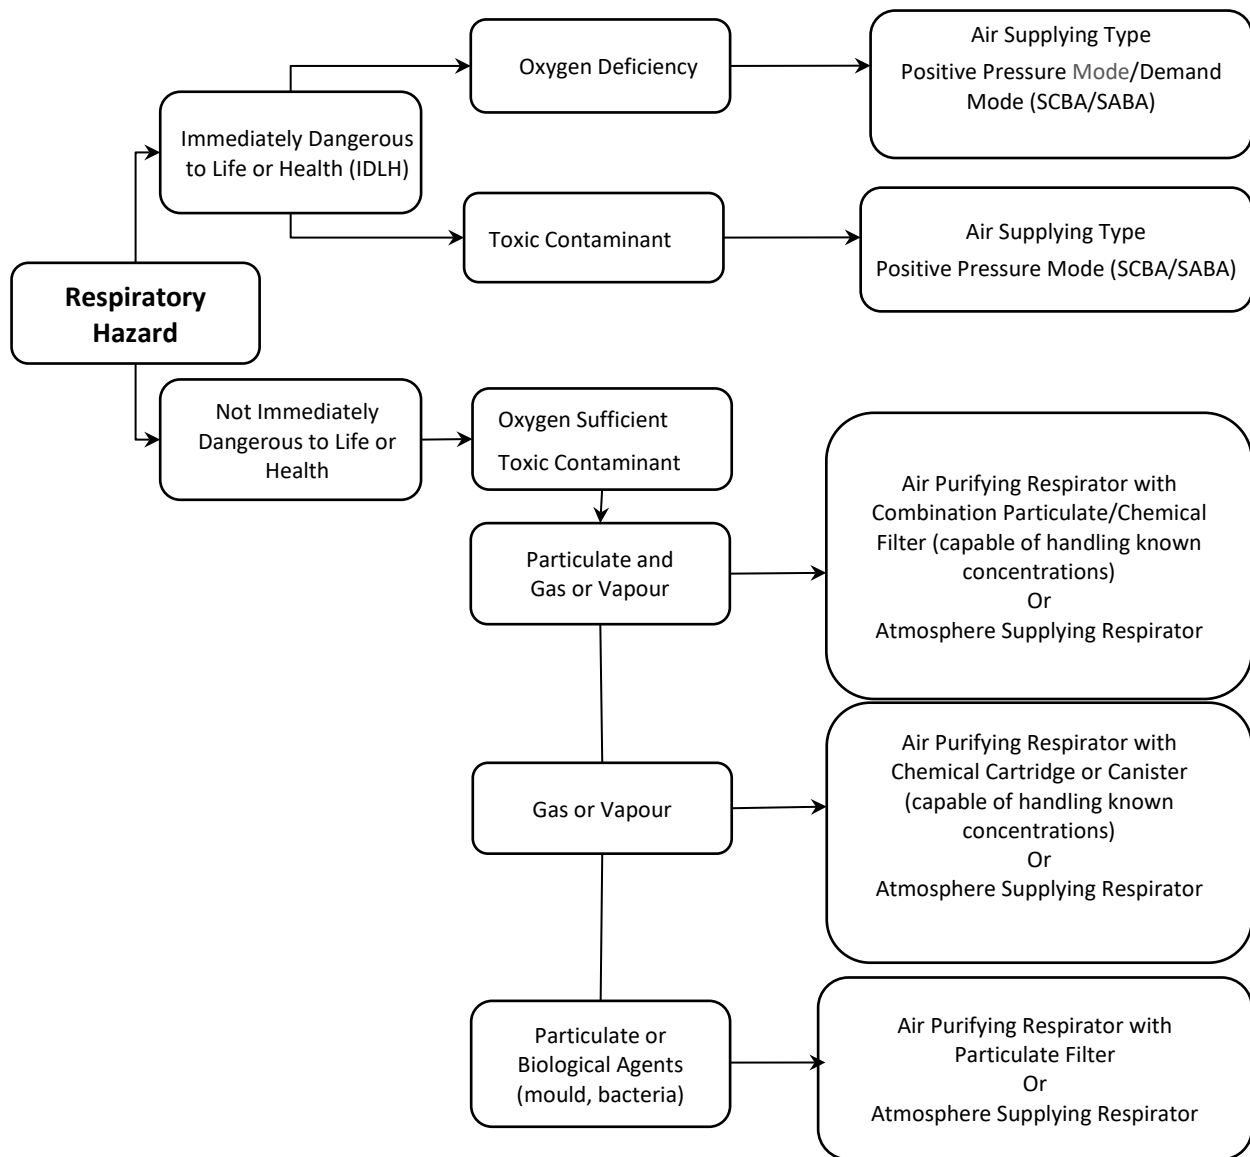 Oxygen Deficiency
Air Supplying Type
Positive Pressure Mode/Demand
Mode (SCBA/SABA)
Immediately Dangerous
to Life or Health (IDLH)
Toxic Contaminant
Air Supplying Type
Positive Pressure Mode (SCBA/SABA)
Respiratory
Hazard
Not Immediately
Dangerous to Life or
Health
Oxygen Sufficient
Toxic Contaminant
Particulate and
Gas or Vapour
Air Purifying Respirator with
Combination Particulate/Chemical
Filter (capable of handling known
concentrations)
Or
Atmosphere Supplying Respirator
Gas or Vapour
Air Purifying Respirator with
Chemical Cartridge or Canister
(capable of handling known
concentrations)
Or
Atmosphere Supplying Respirator
Particulate or
Biological Agents
(mould, bacteria)
Air Purifying Respirator with
Particulate Filter
Or
Atmosphere Supplying Respirator